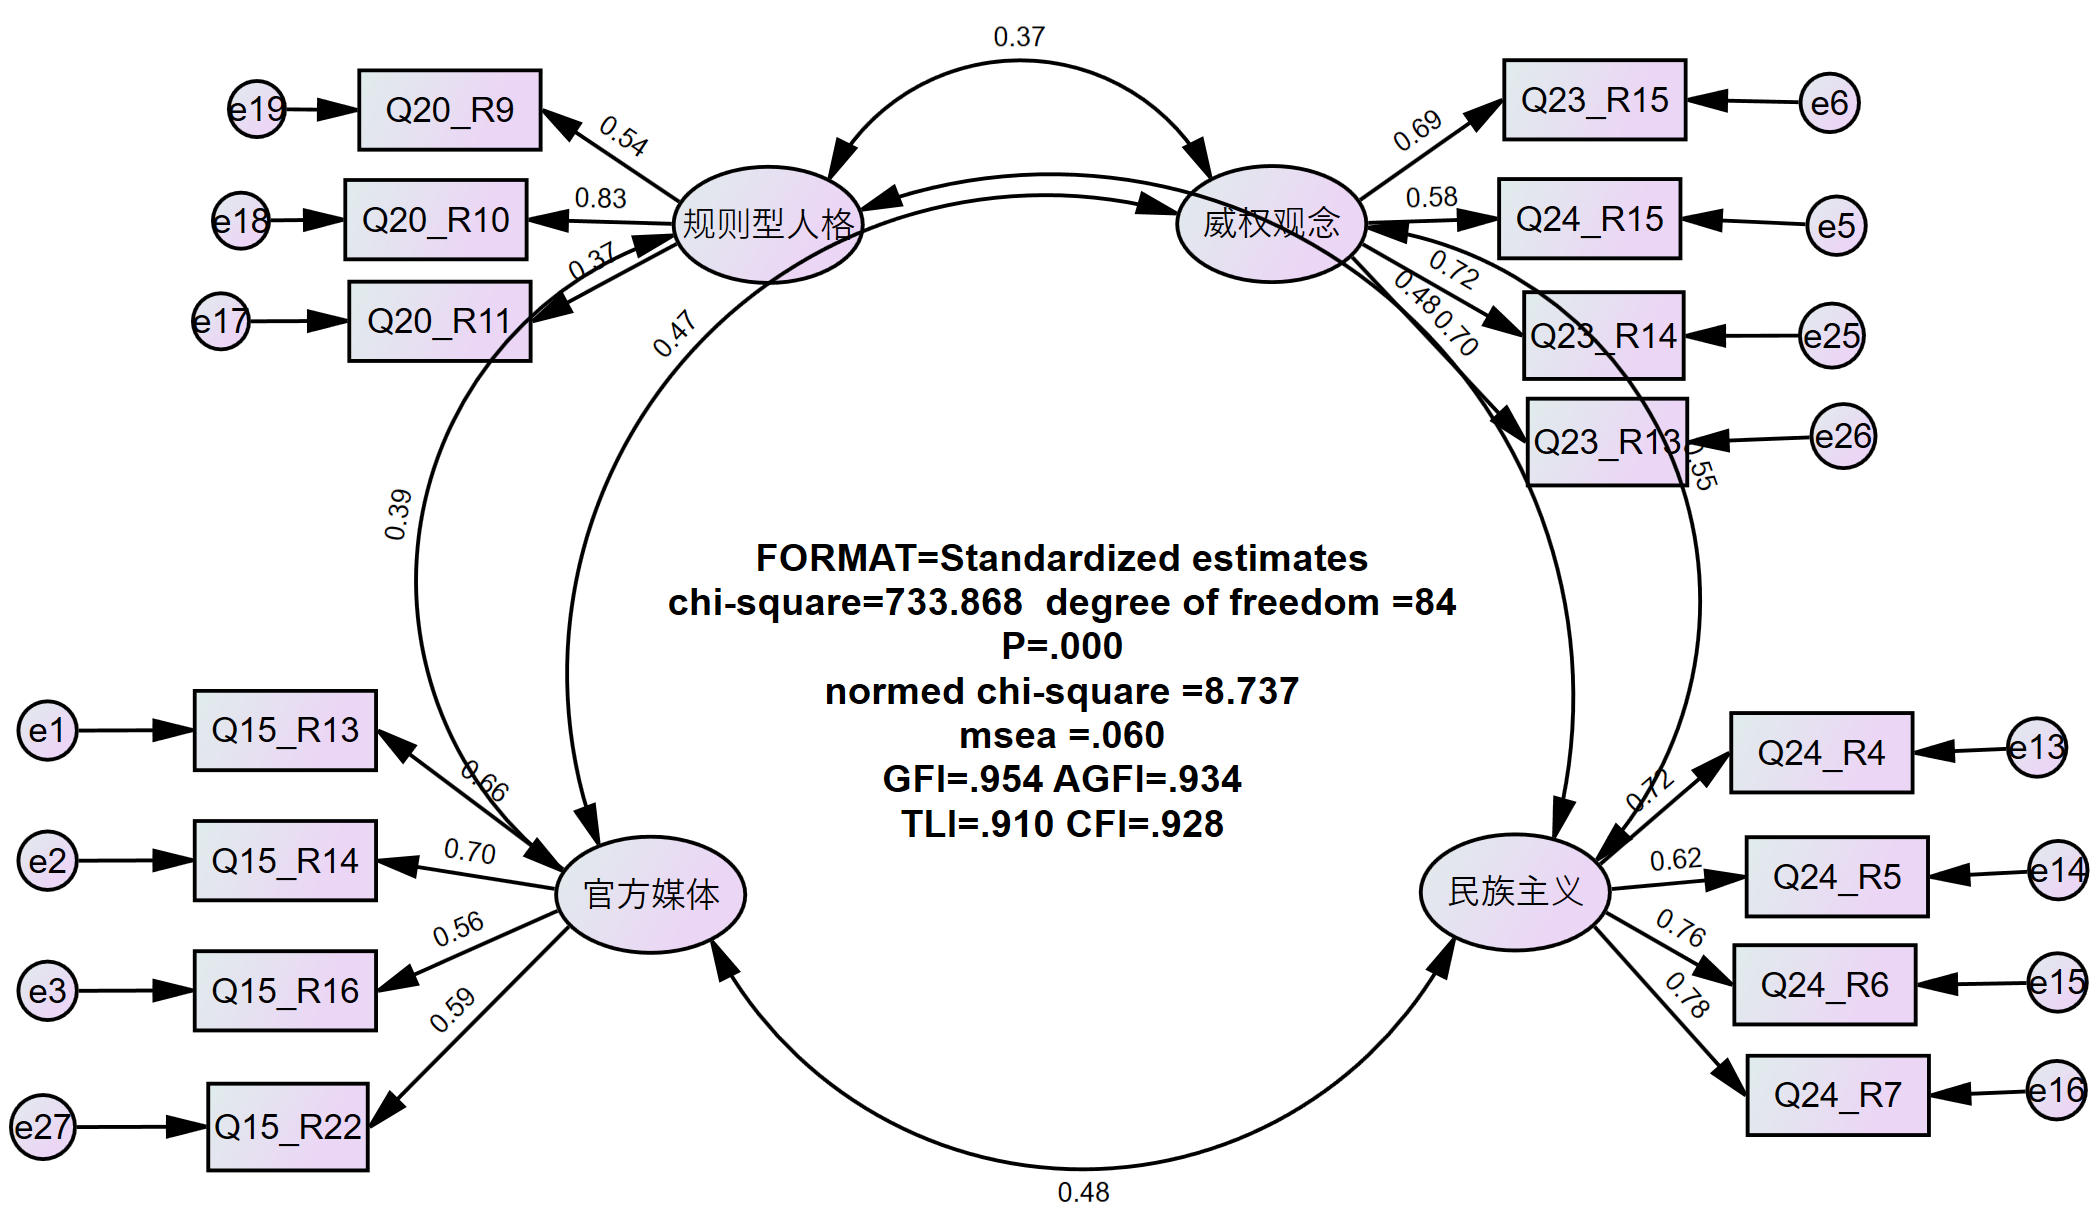 0.37
e19
Q20_R9
0.54
e18
Q20_R10
0.83
e17
Q20_R11
0.37
规则型人格
威权观念
0.69
Q23_R15
e6
0.58
Q24_R15
e5
0.72
Q23_R14
e25
0.48
0.70
Q23_R13
e26
0.55
0.47
0.39
FORMAT=Standardized estimates
chi-square=733.868 degree of freedom =84
P=.000
normed chi-square =8.737
msea =.060
GFI=.954 AGFI=.934
TLI=.910 CFI=.928
e1
Q15_R13
0.66
e2
Q15_R14
0.70
e3
Q15_R16
0.56
e27
Q15_R22
0.59
官方媒体
民族主义
0.72
Q24_R4
e13
0.62
Q24_R5
e14
0.76
Q24_R6
e15
0.78
Q24_R7
e16
0.48